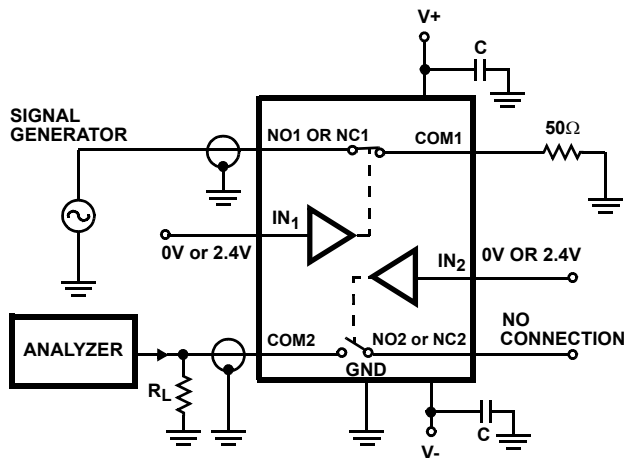 V+
C
SIGNAL
GENERATOR
NO1 OR NC1
COM1
50Ω
IN1
0V or 2.4V
IN2
0V OR 2.4V
ANALYZER
COM2
NO2 or NC2
NO
CONNECTION
RL
GND
C
V-